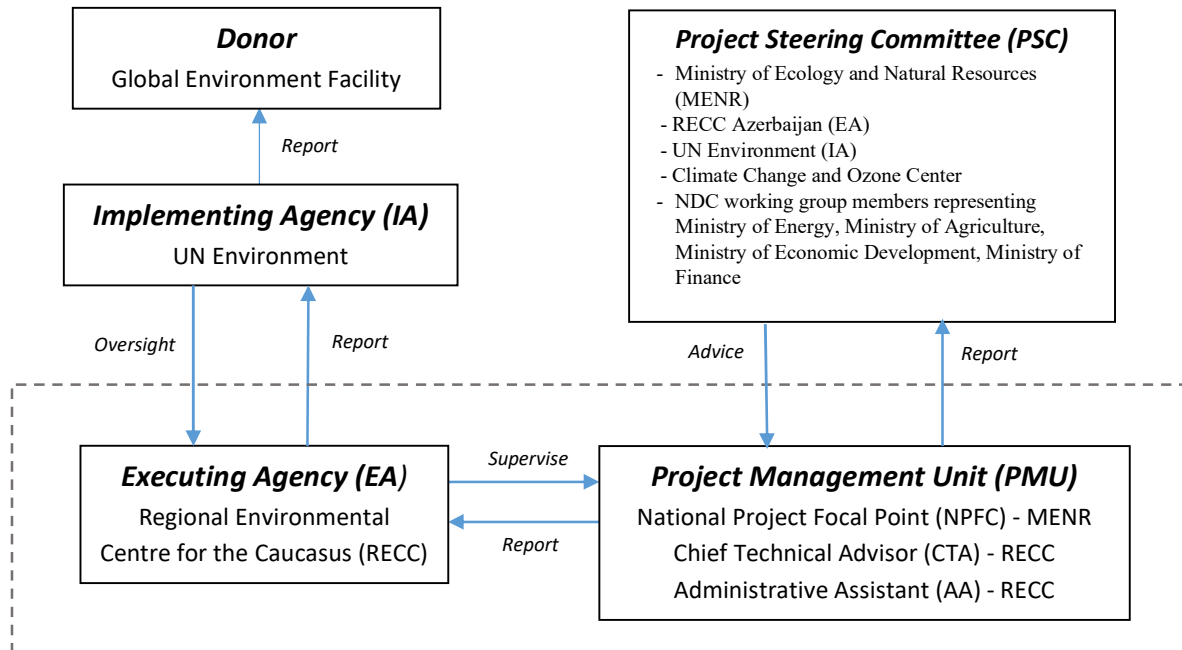 Donor
Global Environment Facility
Report
Implementing Agency (IA)
UN Environment
Oversight
Report
Project Steering Committee (PSC)
- Ministry of Ecology and Natural Resources
(MENR)
- RECC Azerbaijan (EA)
- UN Environment (IA)
- Climate Change and Ozone Center
- NDC working group members representing
Ministry of Energy, Ministry of Agriculture,
Ministry of Economic Development, Ministry of
Finance
Advice
Report
Executing Agency (EA)
Regional Environmental
Centre for the Caucasus (RECC)
Supervise
Report
Project Management Unit (PMU)
National Project Focal Point (NPFC) - MENR
Chief Technical Advisor (CTA) - RECC
Administrative Assistant (AA) - RECC